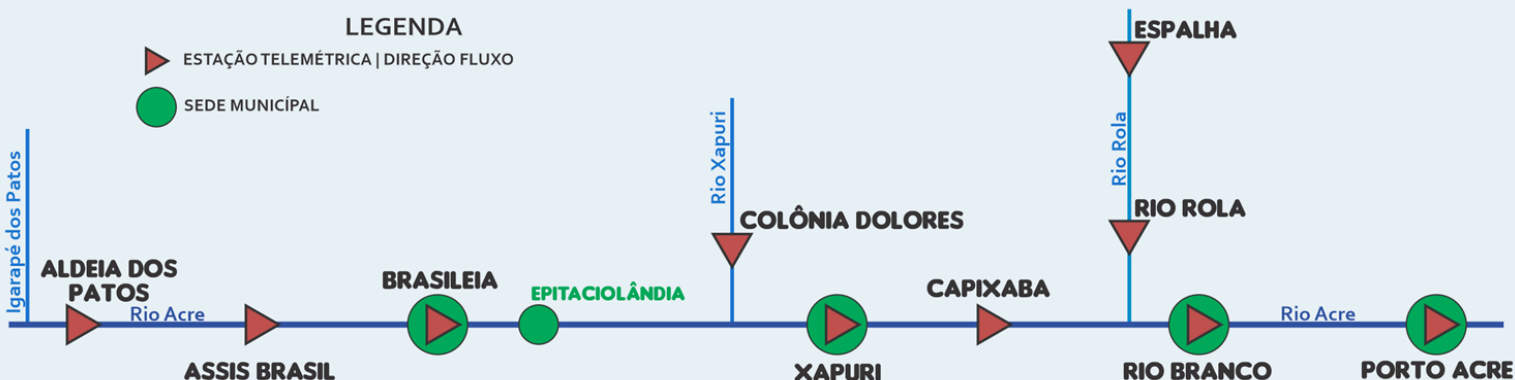 LEGENDA
ESTAÇÃO TELEMÉTRICA | DIREÇÃO FLUXO
SEDE MUNICÍPAL
Igarapé dos Patos
ALDEIA DOS
PATOS
Rio Acre
ASSIS BRASIL
BRASILEIA
EPITACIOLÂNDIA
Rio Xapuri
COLÔNIA DOLORES
XAPURI
CAPIXABA
ESPALHA
Rio Rola
RIO ROLA
RIO BRANCO
Rio Acre
PORTO ACRE